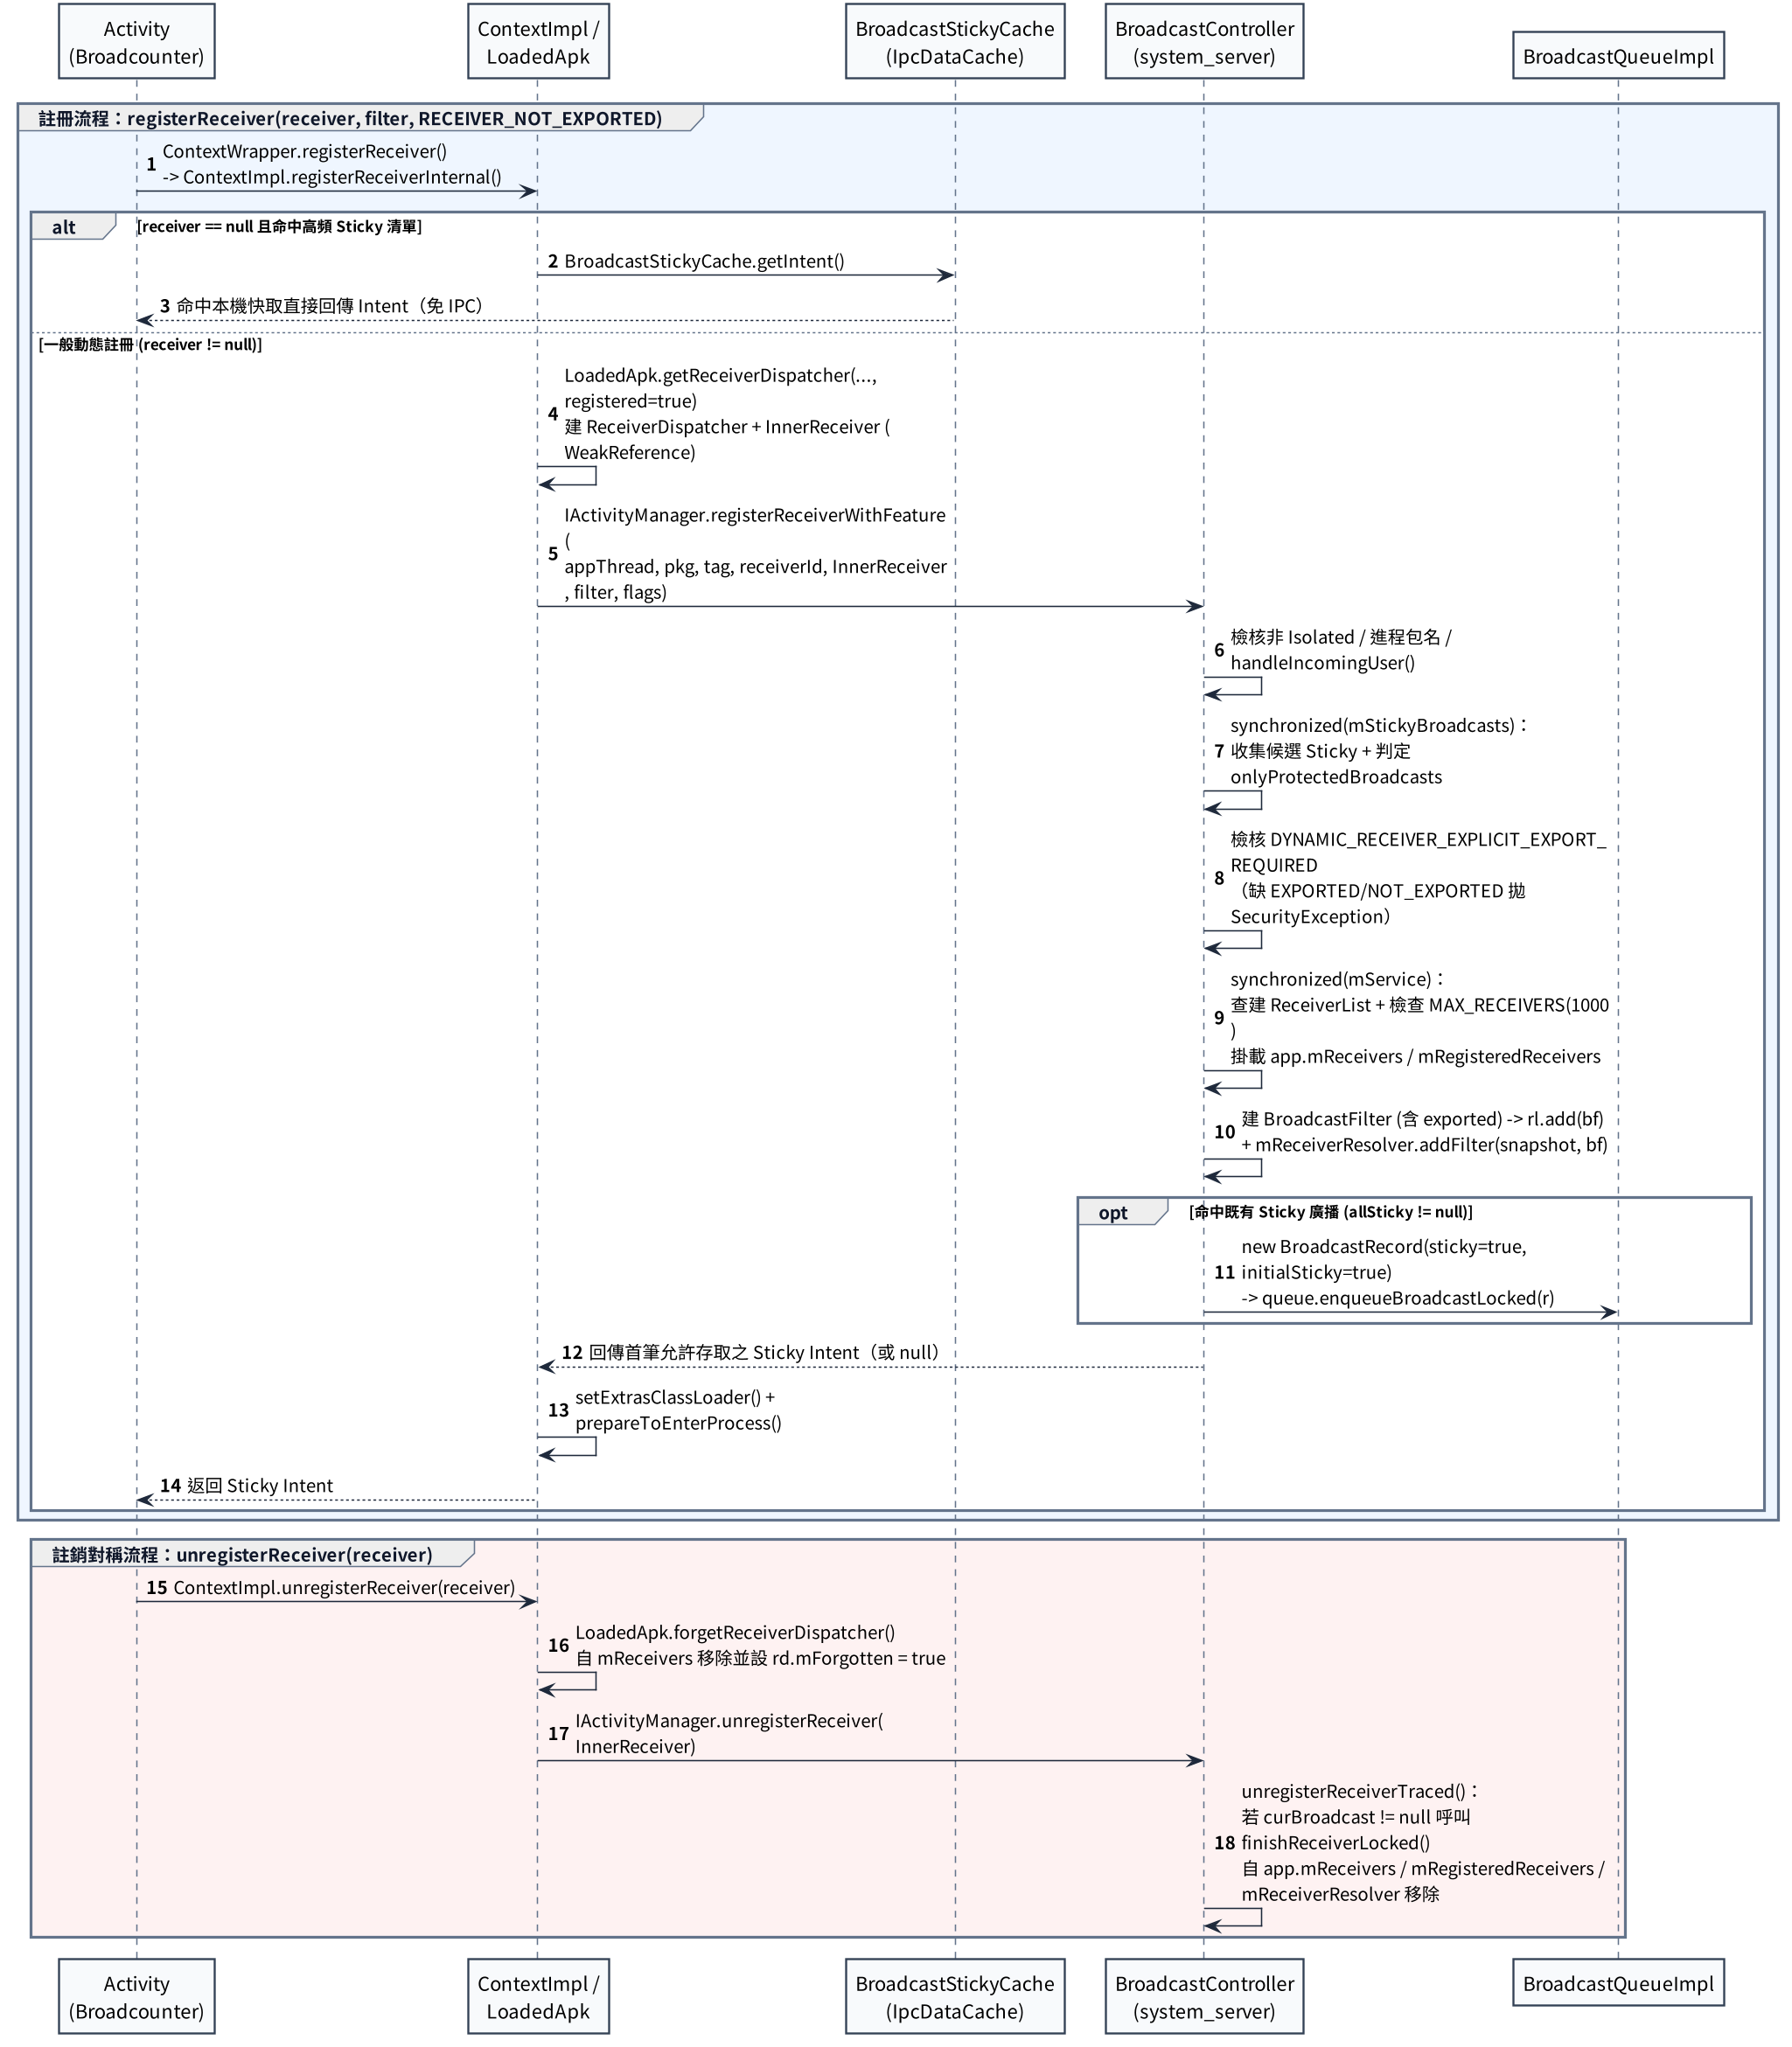 Activity
(Broadcounter)
ContextImpl /
LoadedApk
BroadcastStickyCache
(IpcDataCache)
BroadcastController
(system_server)
BroadcastQueueImpl
註冊流程：registerReceiver(receiver, filter, RECEIVER_NOT_EXPORTED)
1 ContextWrapper.registerReceiver()
-> ContextImpl.registerReceiverInternal()
alt [receiver == null 且命中高頻 Sticky 清單]
2 BroadcastStickyCache.getIntent()
3 命中本機快取直接回傳 Intent（免 IPC）
[一般動態註冊 (receiver != null)]
4 LoadedApk.getReceiverDispatcher(...,
registered=true)
建 ReceiverDispatcher + InnerReceiver (
WeakReference)
5 IActivityManager.registerReceiverWithFeature
(
appThread, pkg, tag, receiverId, InnerReceiver
, filter, flags)
6 檢核非 Isolated / 進程包名 /
handleIncomingUser()
7 synchronized(mStickyBroadcasts)：
收集候選 Sticky + 判定
onlyProtectedBroadcasts
8 檢核 DYNAMIC_RECEIVER_EXPLICIT_EXPORT_
REQUIRED
（缺 EXPORTED/NOT_EXPORTED 拋
SecurityException）
9 synchronized(mService)：
查建 ReceiverList + 檢查 MAX_RECEIVERS(1000
)
掛載 app.mReceivers / mRegisteredReceivers
10 建 BroadcastFilter (含 exported) -> rl.add(bf)
+ mReceiverResolver.addFilter(snapshot, bf)
opt [命中既有 Sticky 廣播 (allSticky != null)]
11 new BroadcastRecord(sticky=true,
initialSticky=true)
-> queue.enqueueBroadcastLocked(r)
12 回傳首筆允許存取之 Sticky Intent（或 null）
13 setExtrasClassLoader() +
prepareToEnterProcess()
14 返回 Sticky Intent
註銷對稱流程：unregisterReceiver(receiver)
15 ContextImpl.unregisterReceiver(receiver)
16 LoadedApk.forgetReceiverDispatcher()
自 mReceivers 移除並設 rd.mForgotten = true
17 IActivityManager.unregisterReceiver(
InnerReceiver)
18 unregisterReceiverTraced()：
若 curBroadcast != null 呼叫
finishReceiverLocked()
自 app.mReceivers / mRegisteredReceivers /
mReceiverResolver 移除
Activity
(Broadcounter)
ContextImpl /
LoadedApk
BroadcastStickyCache
(IpcDataCache)
BroadcastController
(system_server)
BroadcastQueueImpl